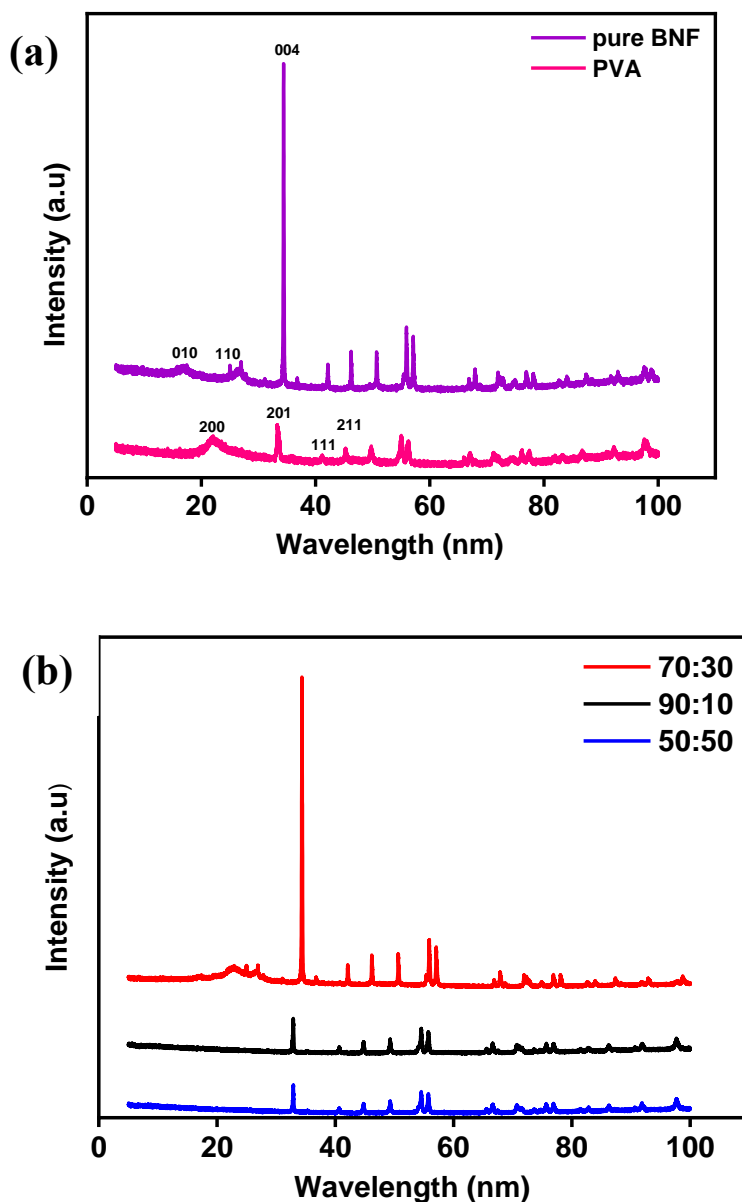 (a)
pure BNF
PVA
004
010
110
200
201
111
211
Intensity (a.u)
0 20 40 60 80 100
Wavelength (nm)
(b)
70:30
90:10
50:50
Intensity (a.u)
0 20 40 60 80 100
Wavelength (nm)